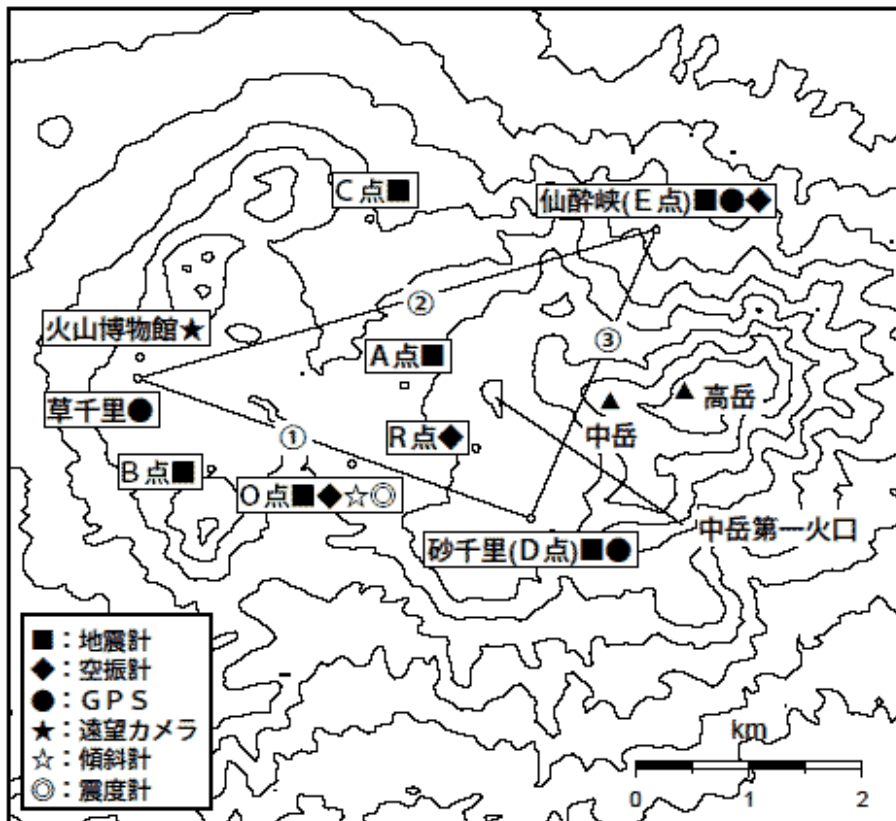 C点■
仙酔峡(E点)■●◆
②
火山博物館★
③
A点■
草千里●
高岳
中岳
①
R点◆
B点■
O点■◆☆◎
中岳第一火口
砂千里(D点)■●
■：地震計
◆：空振計
●：GPS
★：遠望カメラ
☆：傾斜計
◎：震度計
km
0 1 2